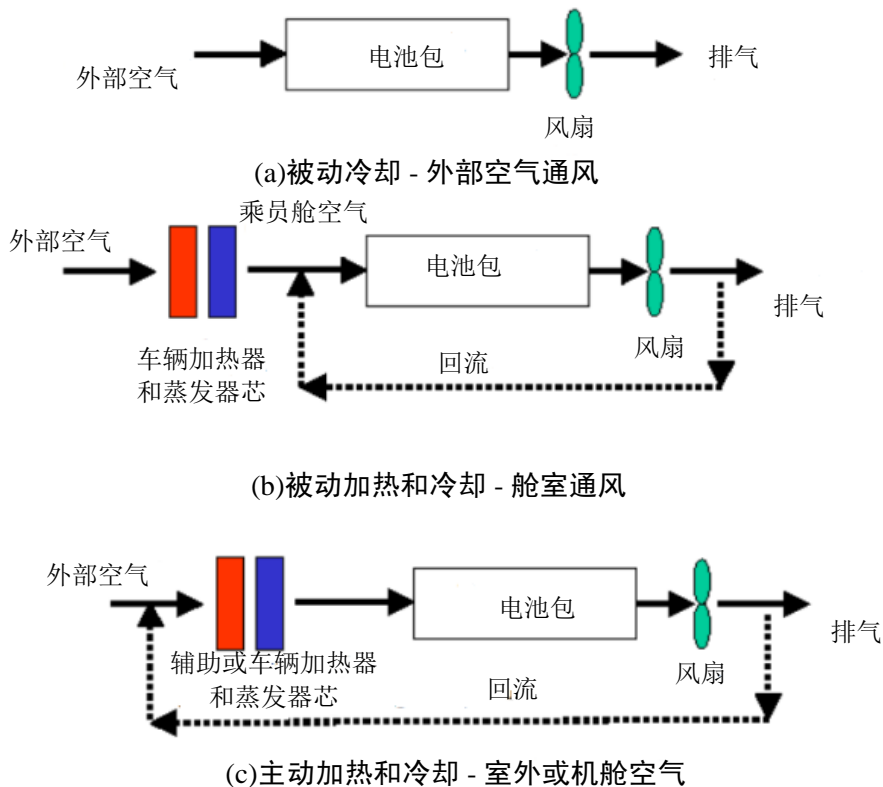 外部空气
电池包
排气
风扇
(a)被动冷却 - 外部空气通风
乘员舱空气
外部空气
电池包
排气
车辆加热器
和蒸发器芯
回流
风扇
(b)被动加热和冷却 - 舱室通风
外部空气
电池包
排气
辅助或车辆加热器
和蒸发器芯
回流
风扇
(c)主动加热和冷却 - 室外或机舱空气